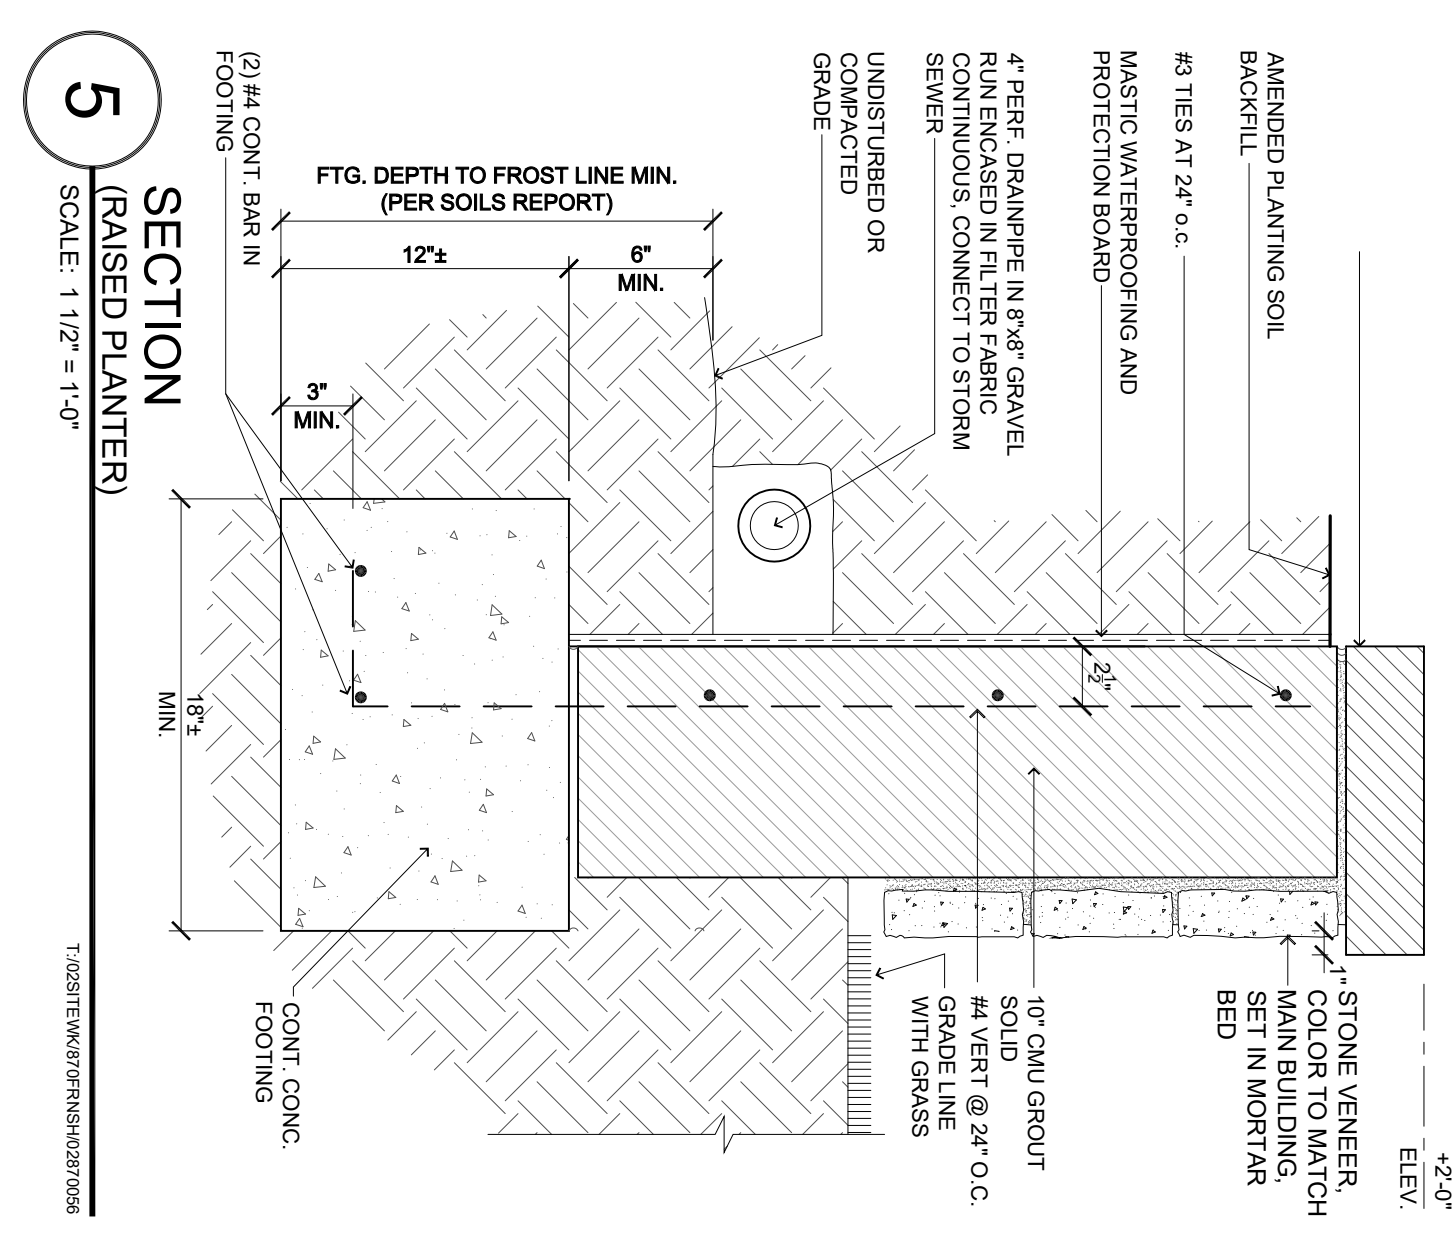 AMENDED PLANTING SOIL
BACKFILL
#3 TIES AT 24" o.c.
MASTIC WATERPROOFING AND
PROTECTION BOARD
4" PERF. DRAINPIPE IN 8"x8" GRAVEL
RUN ENCASED IN FILTER FABRIC
CONTINUOUS, CONNECT TO STORM
SEWER
UNDISTURBED OR
COMPACTED
GRADE
FTG. DEPTH TO FROST LINE MIN.
(PER SOILS REPORT)
12"±
6"
MIN.
3"
MIN.
(2) #4 CONT. BAR IN
FOOTING
2 1/2"
18"±
MIN.
+2'-0"
ELEV.
1"
STONE VENEER,
COLOR TO MATCH
MAIN BUILDING,
SET IN MORTAR
BED
10" CMU GROUT
SOLID
#4 VERT @ 24" O.C.
GRADE LINE
WITH GRASS
CONT. CONC.
FOOTING
5
SECTION
(RAISED PLANTER)
SCALE: 1 1/2" = 1'-0"
T:/02SITEWK/870FRNSH/02870056